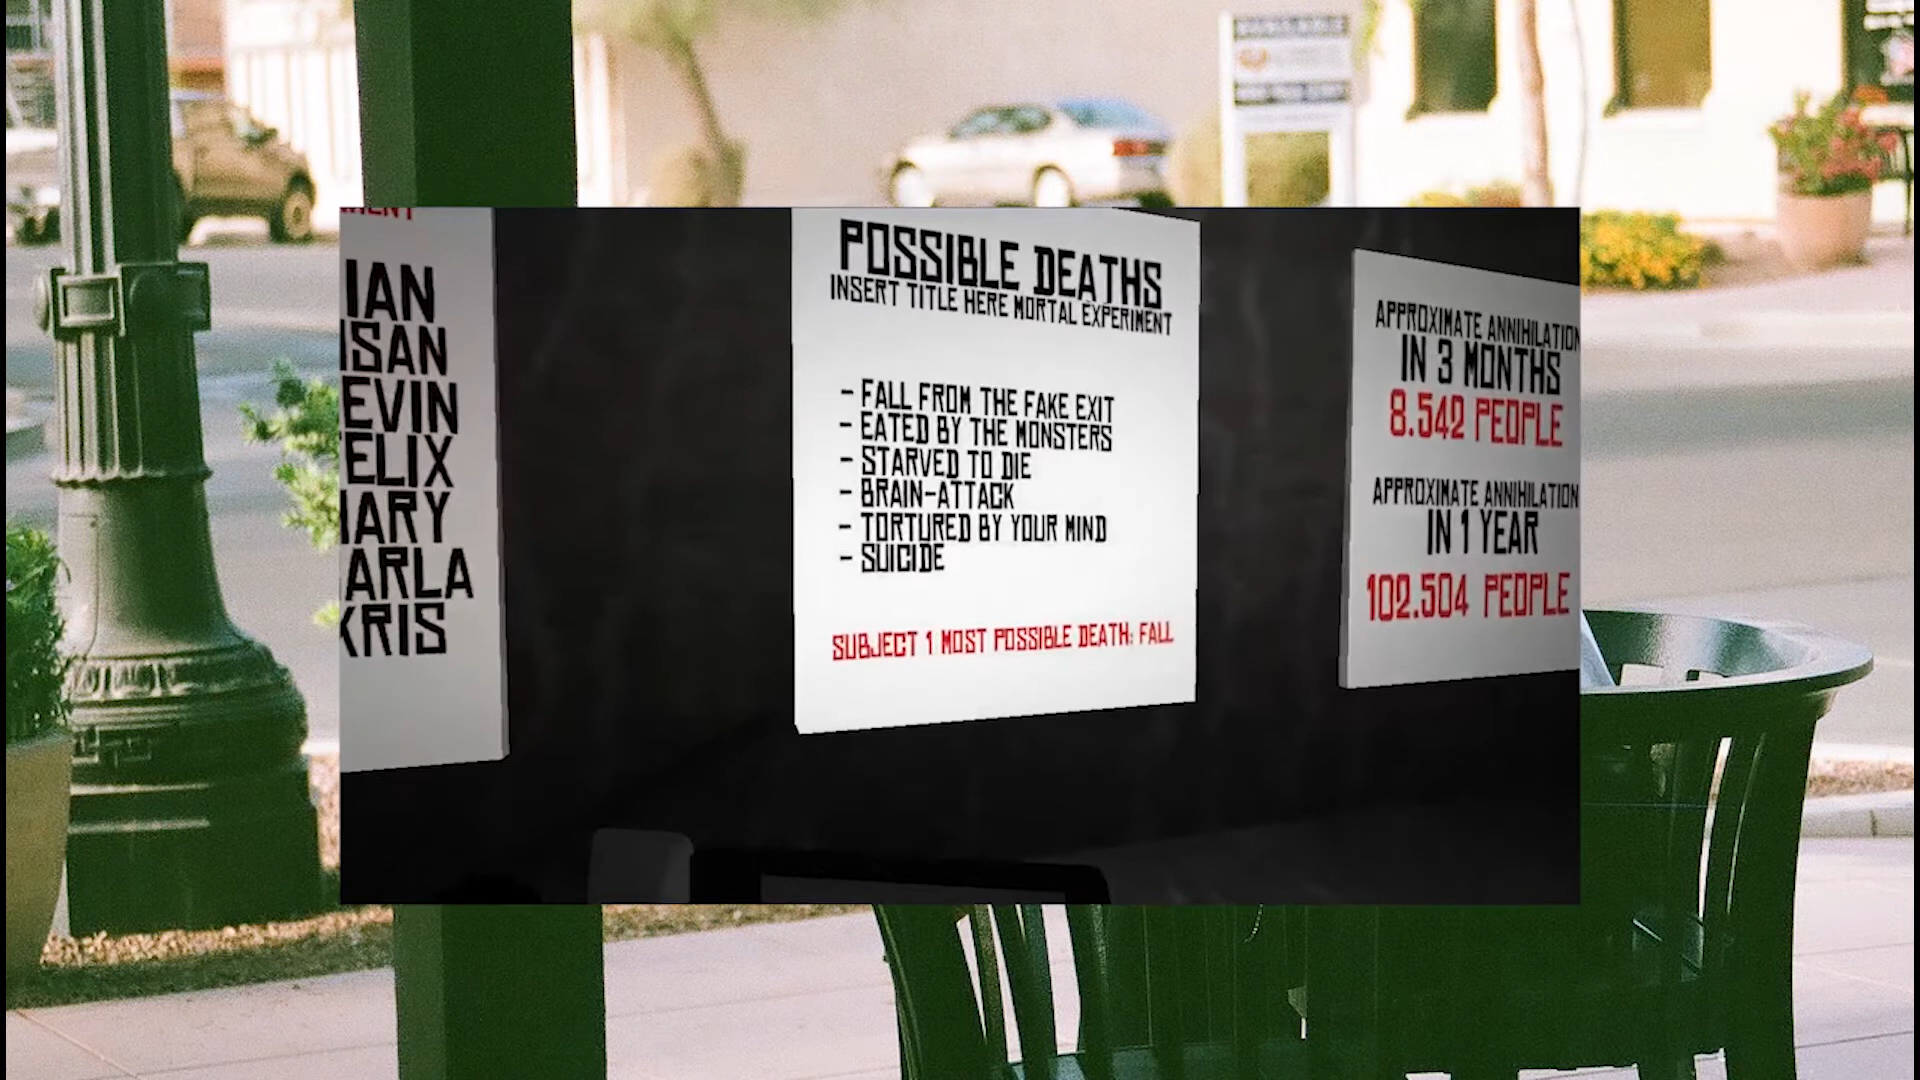 AVAILABLE
IAN
EVIN
ELIX
ARY
ARLA
KRIS
POSSIBLE DEATHS
INSERT TITLE HERE MORTAL EXPERIMENT
- FALL FROM THE FAKE EXIT
- EATED BY THE MONSTERS
- STARVED TO DIE
- BRAIN-ATTACK
- TORTURED BY YOUR MIND
- SUICIDE
SUBJECT 1 MOST POSSIBLE DEATH: FALL
APPROXIMATE ANNIHILATION
IN 3 MONTHS
8.542 PEOPLE
APPROXIMATE ANNIHILATION
IN 1 YEAR
102.504 PEOPLE